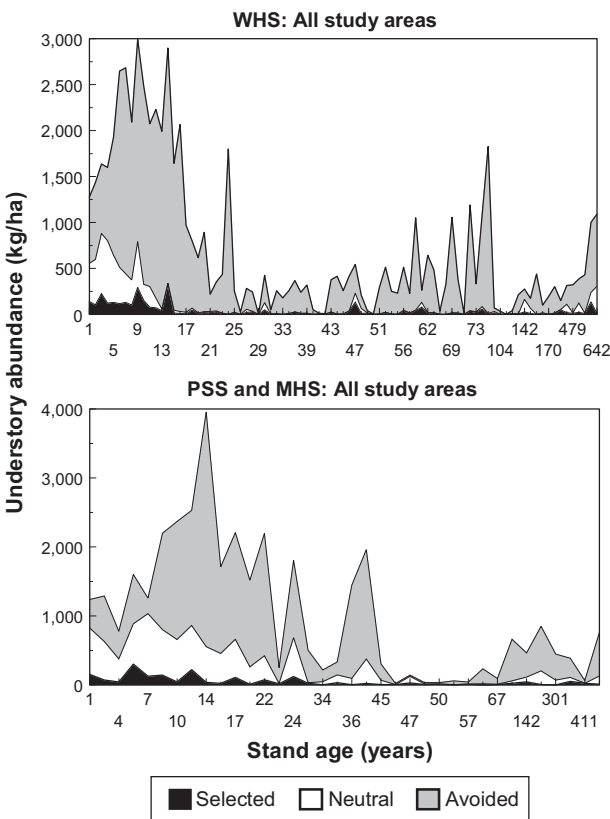 WHS: All study areas
3,000
2,500
2,000
1,500
1,000
500
0
1 9 17 25 33 43 51 62 73 142 479
5 13 21 29 39 47 56 69 104 170 642
PSS and MHS: All study areas
4,000
3,000
2,000
1,000
0
1 7 14 22 34 45 50 67 301
4 10 17 24 36 47 57 142 411
Understory abundance (kg/ha)
Stand age (years)
Selected Neutral Avoided